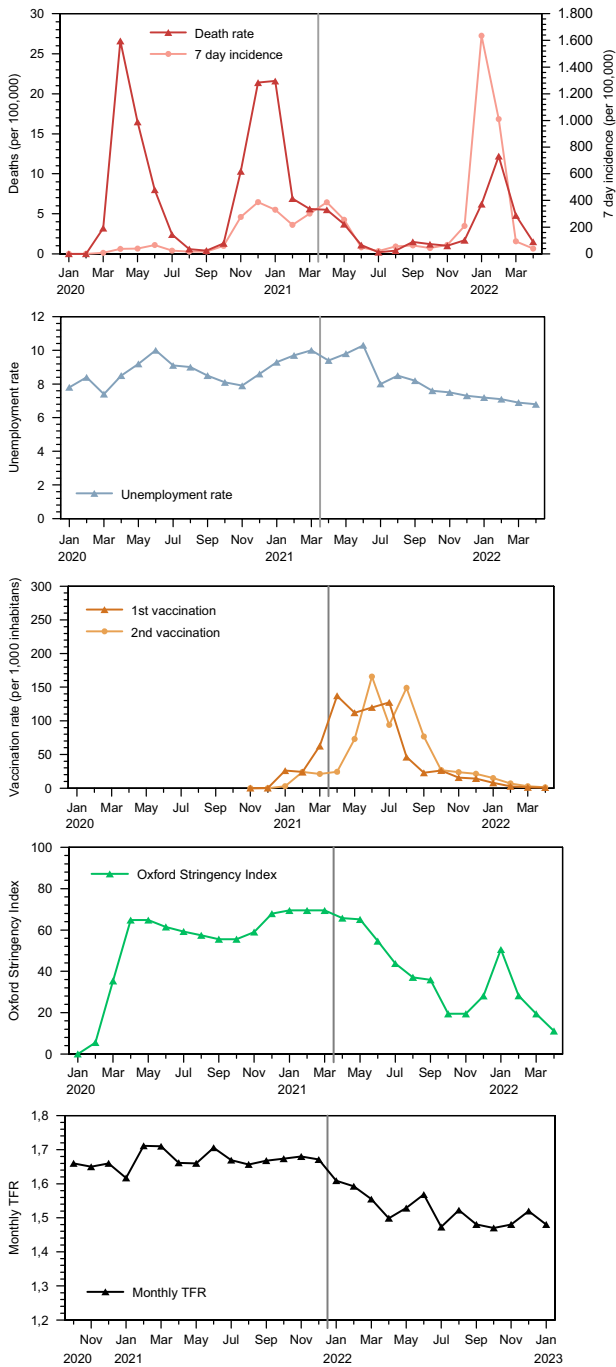 30
25
20
15
10
5
0
Deaths (per 100,000)
Death rate
7 day incidence
1.800
1.600
1.400
1.200
1.000
800
600
400
200
0
7 day incidence (per 100,000)
Jan Mar May Jul Sep Nov Jan Mar May Jul Sep Nov Jan Mar
2020 2021 2022
12
10
8
6
4
2
0
Unemployment rate
Unemployment rate
Jan Mar May Jul Sep Nov Jan Mar May Jul Sep Nov Jan Mar
2020 2021 2022
300
250
200
150
100
50
0
Vaccination rate (per 1,000 inhabitans)
1st vaccination
2nd vaccination
Jan Mar May Jul Sep Nov Jan Mar May Jul Sep Nov Jan Mar
2020 2021 2022
100
80
60
40
20
0
Oxford Stringency Index
Oxford Stringency Index
Jan Mar May Jul Sep Nov Jan Mar May Jul Sep Nov Jan Mar
2020 2021 2022
1,8
1,7
1,6
1,5
1,4
1,3
1,2
Monthly TFR
Monthly TFR
Nov Jan Mar May Jul Sep Nov Jan Mar May Jul Sep Nov Jan
2020 2021 2022 2023